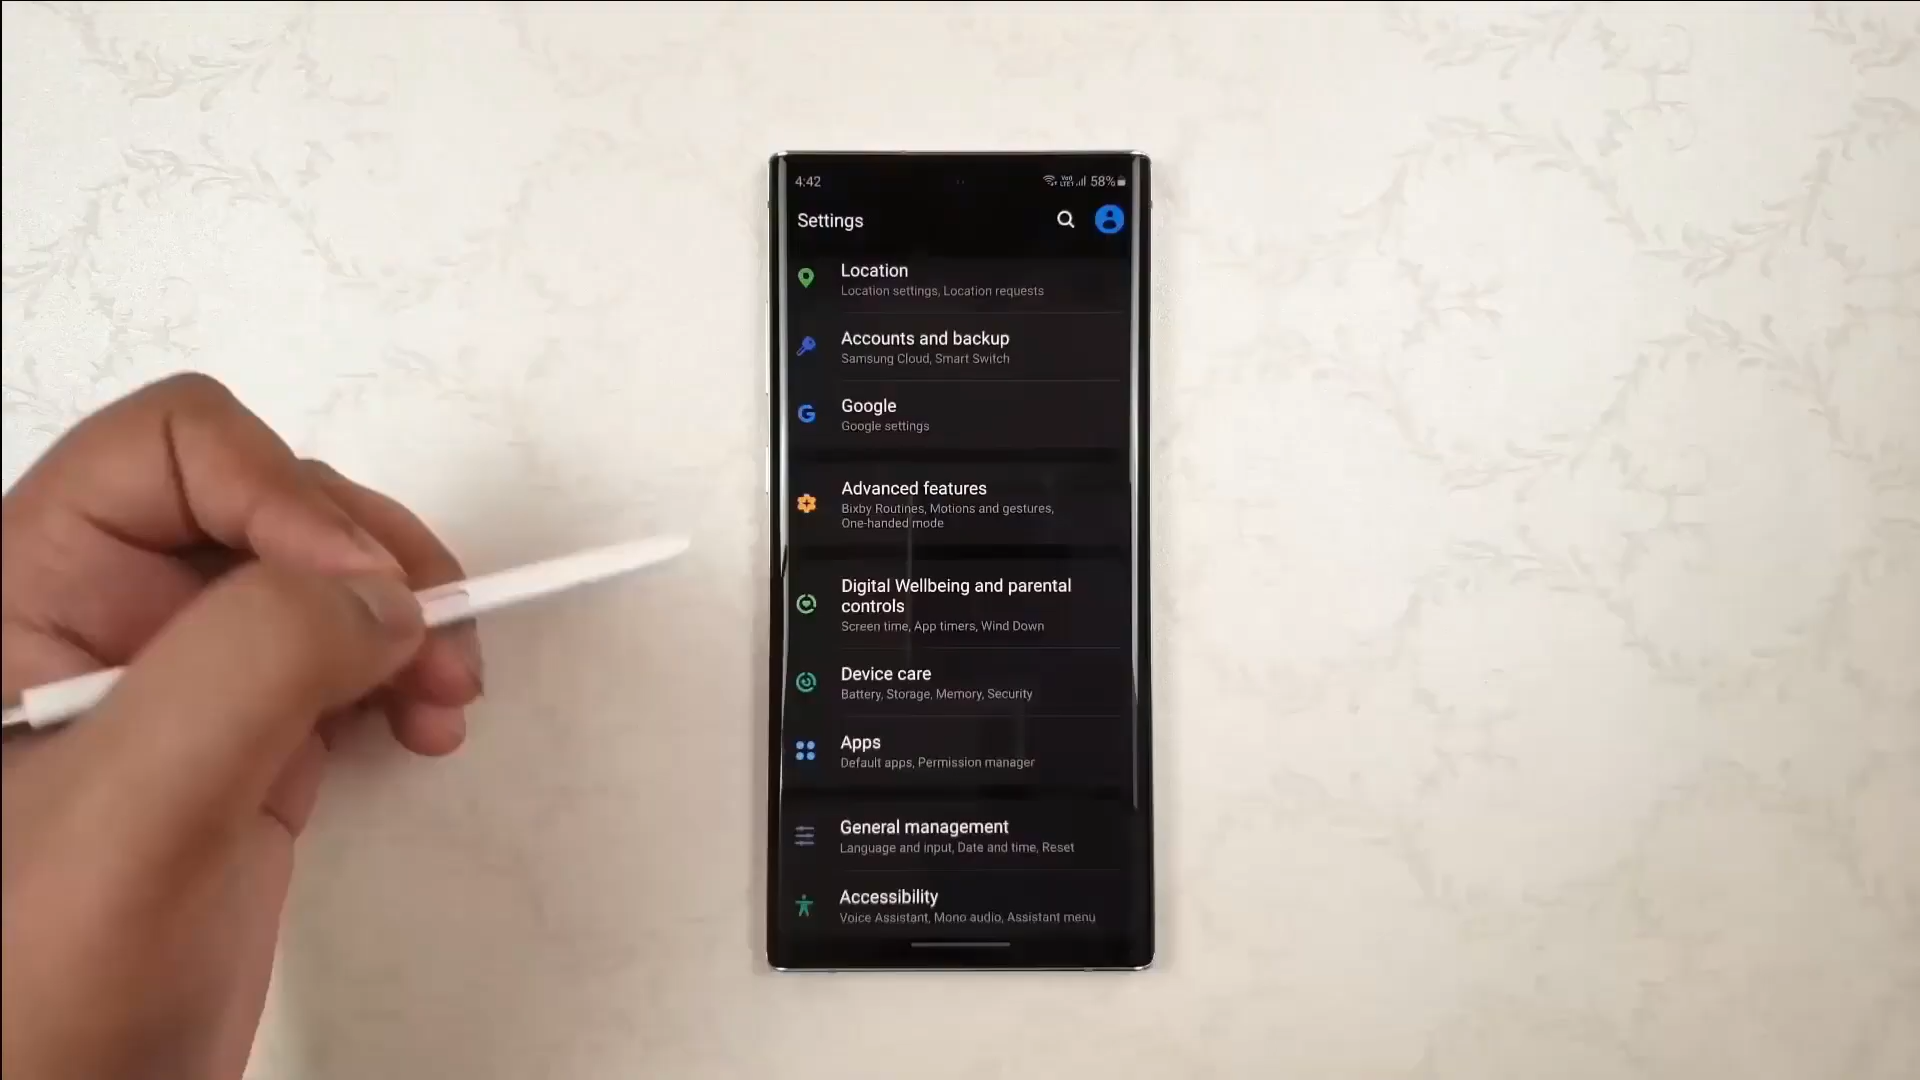 4:42
VoD
LTE1
58%
Settings
Location
Location settings, Location requests
Accounts and backup
Samsung Cloud, Smart Switch
Google
Google settings
Advanced features
Bixby Routines, Motions and gestures,
One-handed mode
Digital Wellbeing and parental
controls
Screen time, App timers, Wind Down
Device care
Battery, Storage, Memory, Security
Apps
Default apps, Permission manager
General management
Language and input, Date and time, Reset
Accessibility
Voice Assistant, Mono audio, Assistant menu